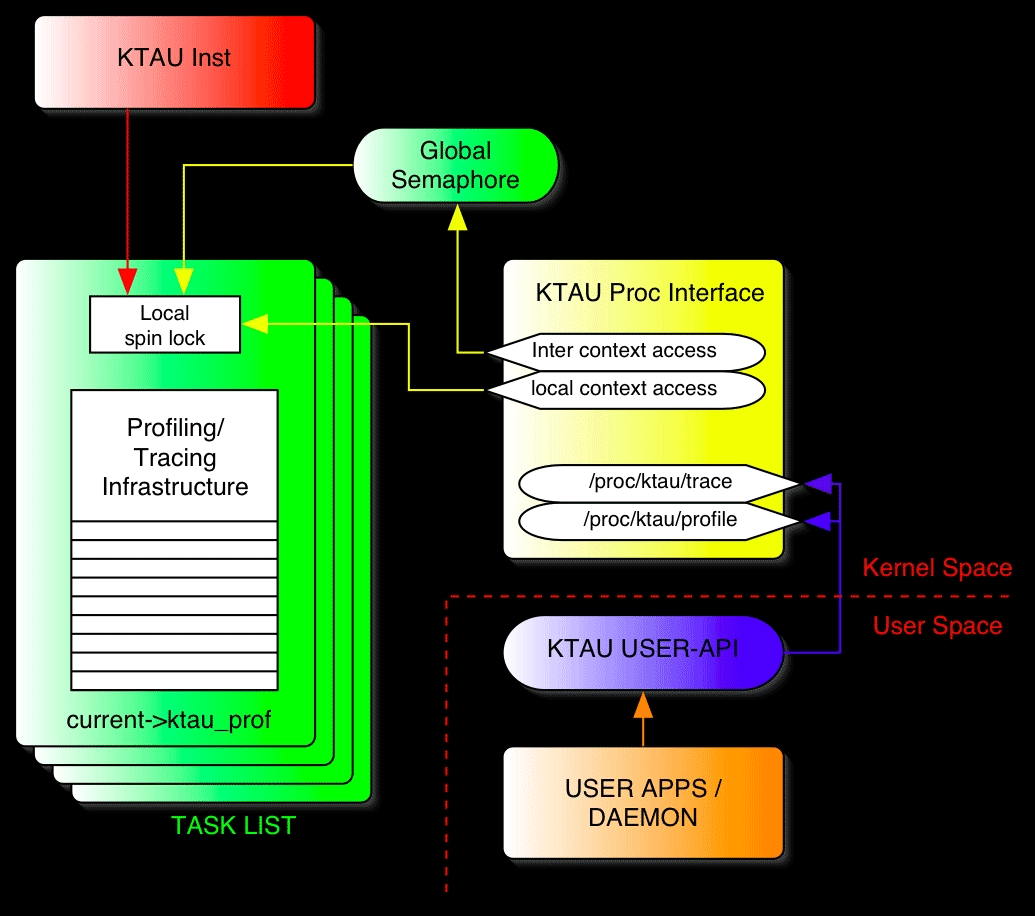 KTAU Inst
Global
Semaphore
Local
spin lock
KTAU Proc Interface
Inter context access
local context access
Profiling/
Tracing
Infrastructure
/proc/ktau/trace
/proc/ktau/profile
Kernel Space
User Space
KTAU USER-API
current->ktau_prof
USER APPS /
DAEMON
TASK LIST